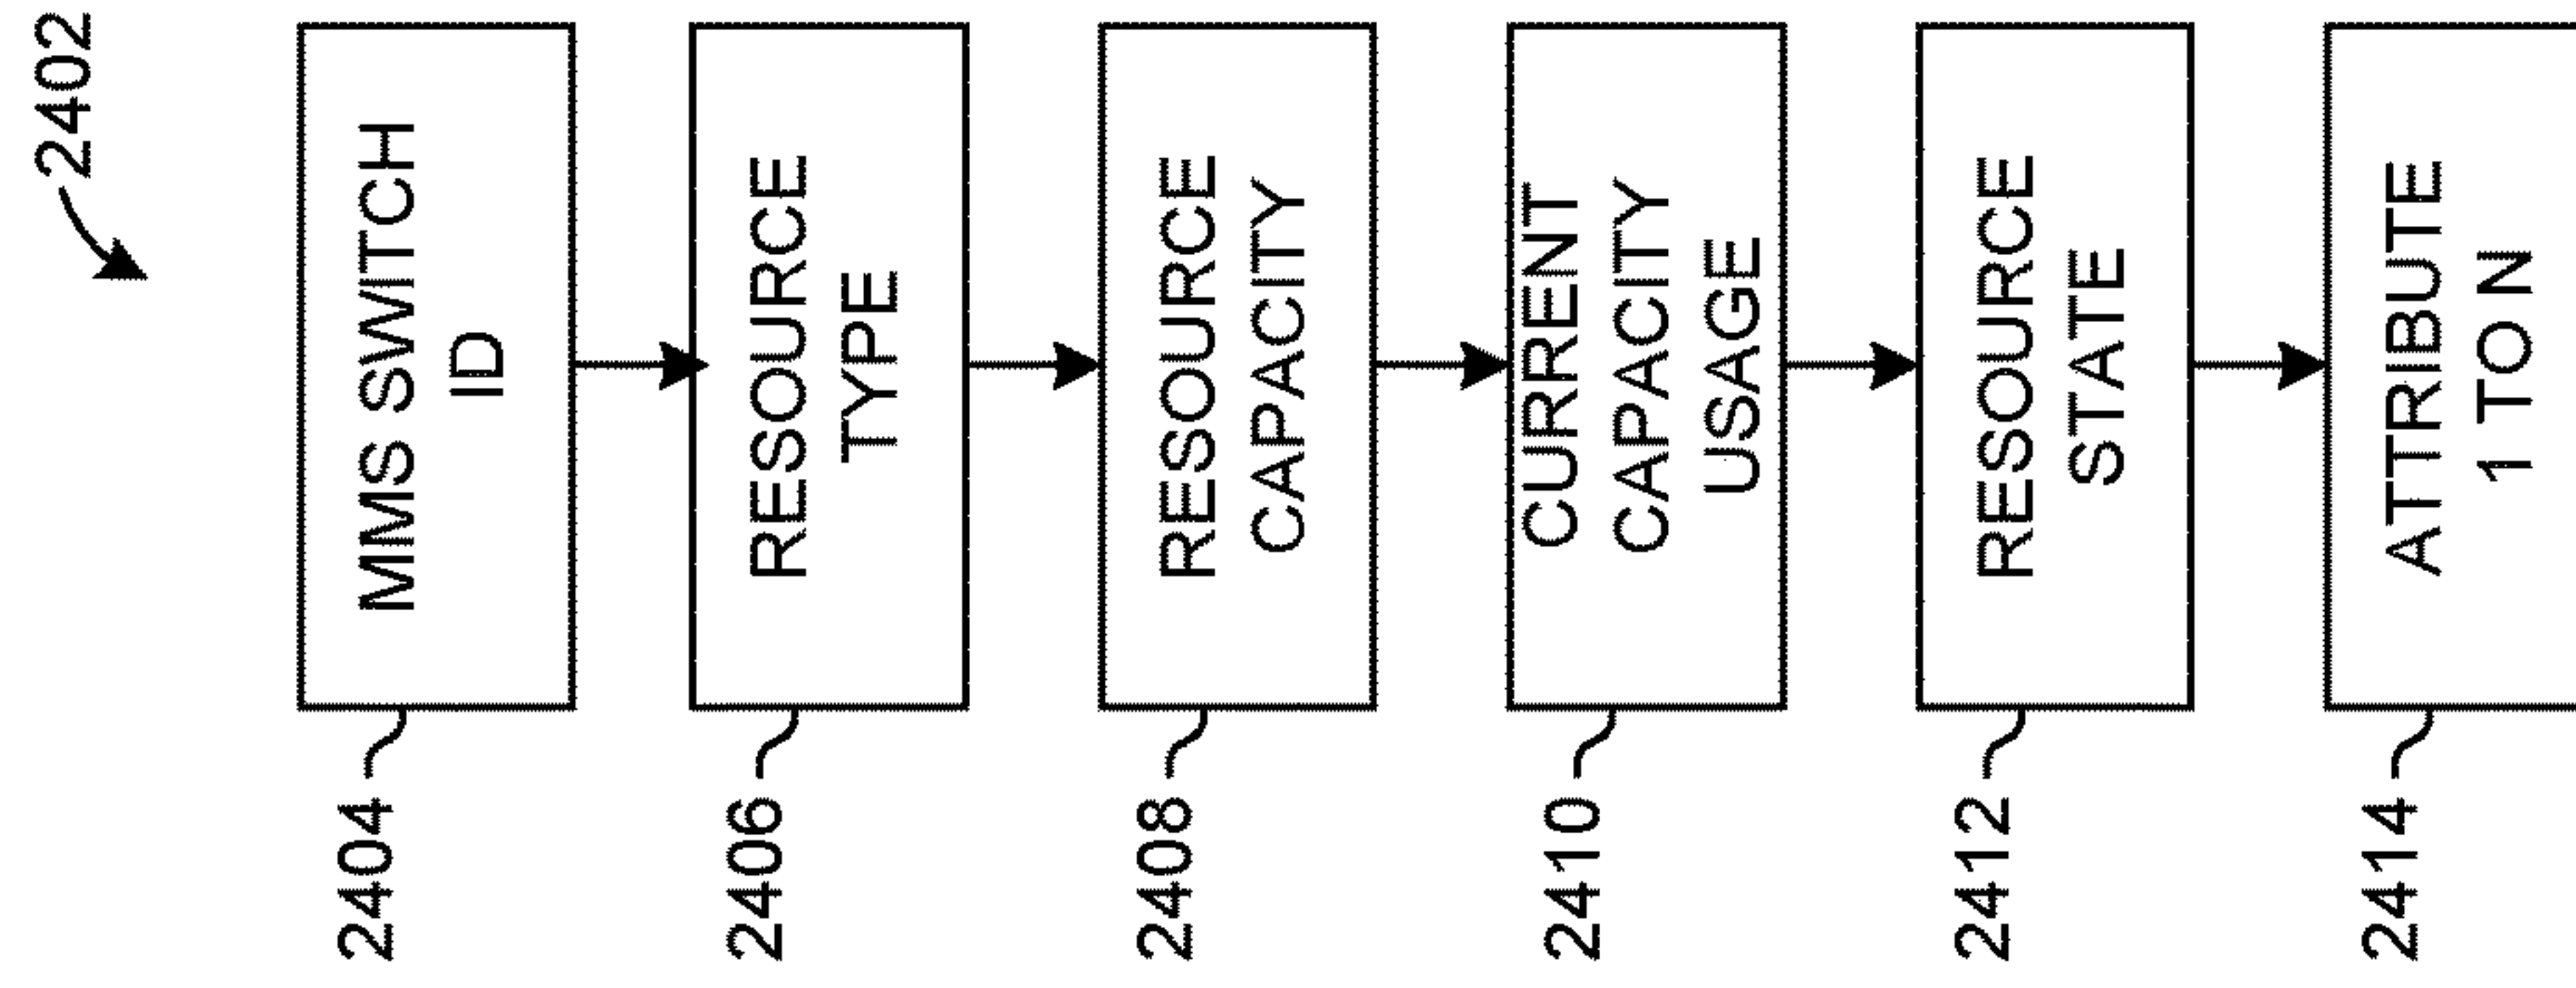 2402
MMS SWITCH
ID
2404
RESOURCE
TYPE
2406
RESOURCE
CAPACITY
2408
CURRENT
CAPACITY
USAGE
2410
RESOURCE
STATE
2412
ATTRIBUTE
1 TO N
2414